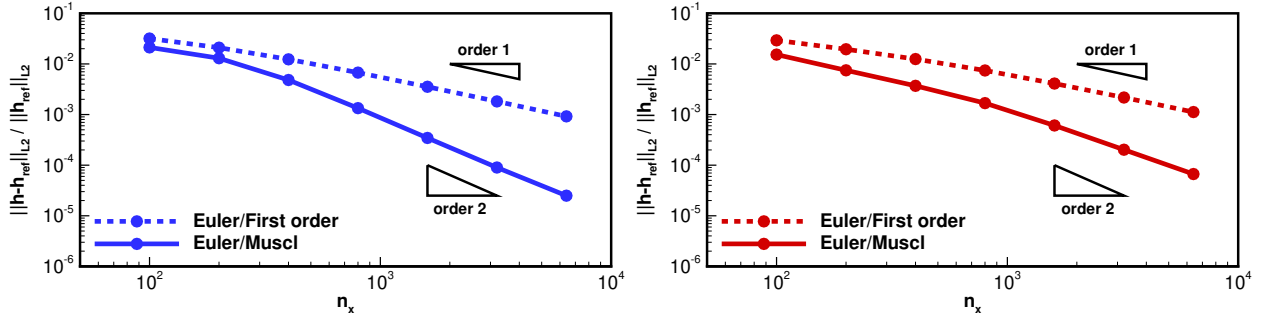 10⁻¹
10⁻²
10⁻³
10⁻⁴
10⁻⁵
10⁻⁶
||h-h_ref||_L2 / ||h_ref||_L2
order 1
order 2
Euler/First order
Euler/Muscl
10²
10³
10⁴
n_x
10⁻¹
10⁻²
10⁻³
10⁻⁴
10⁻⁵
10⁻⁶
||h-h_ref||_L2 / ||h_ref||_L2
order 1
order 2
Euler/First order
Euler/Muscl
10²
10³
10⁴
n_x